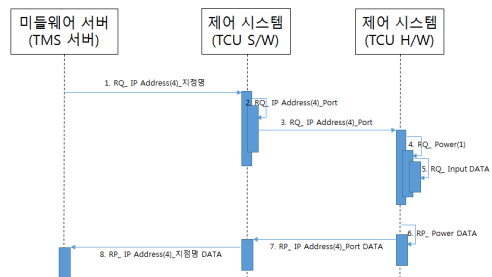 미들웨어 서버
(TMS 서버)
제어 시스템
(TCU S/W)
제어 시스템
(TCU H/W)
1. RQ_ IP Address(4)_지정명
2. RQ_ IP Address(4)_Port
3. RQ_ IP Address(4)_Port
4. RQ_ Power(1)
5. RQ_ Input DATA
6. RP_ Power DATA
7. RP_ IP Address(4)_Port DATA
8. RP_ IP Address(4)_지정명 DATA